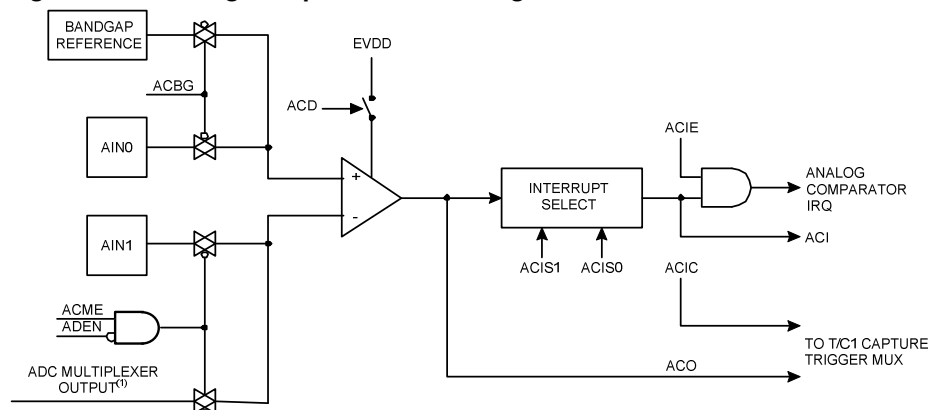 BANDGAP
REFERENCE
EVDD
ACBG
ACD
AIN0
ACIE
+
-
INTERRUPT
SELECT
ANALOG
COMPARATOR
IRQ
AIN1
ACI
ACIS1
ACIS0
ACIC
ACME
ADEN
TO T/C1 CAPTURE
TRIGGER MUX
ADC MULTIPLEXER
OUTPUT(1)
ACO